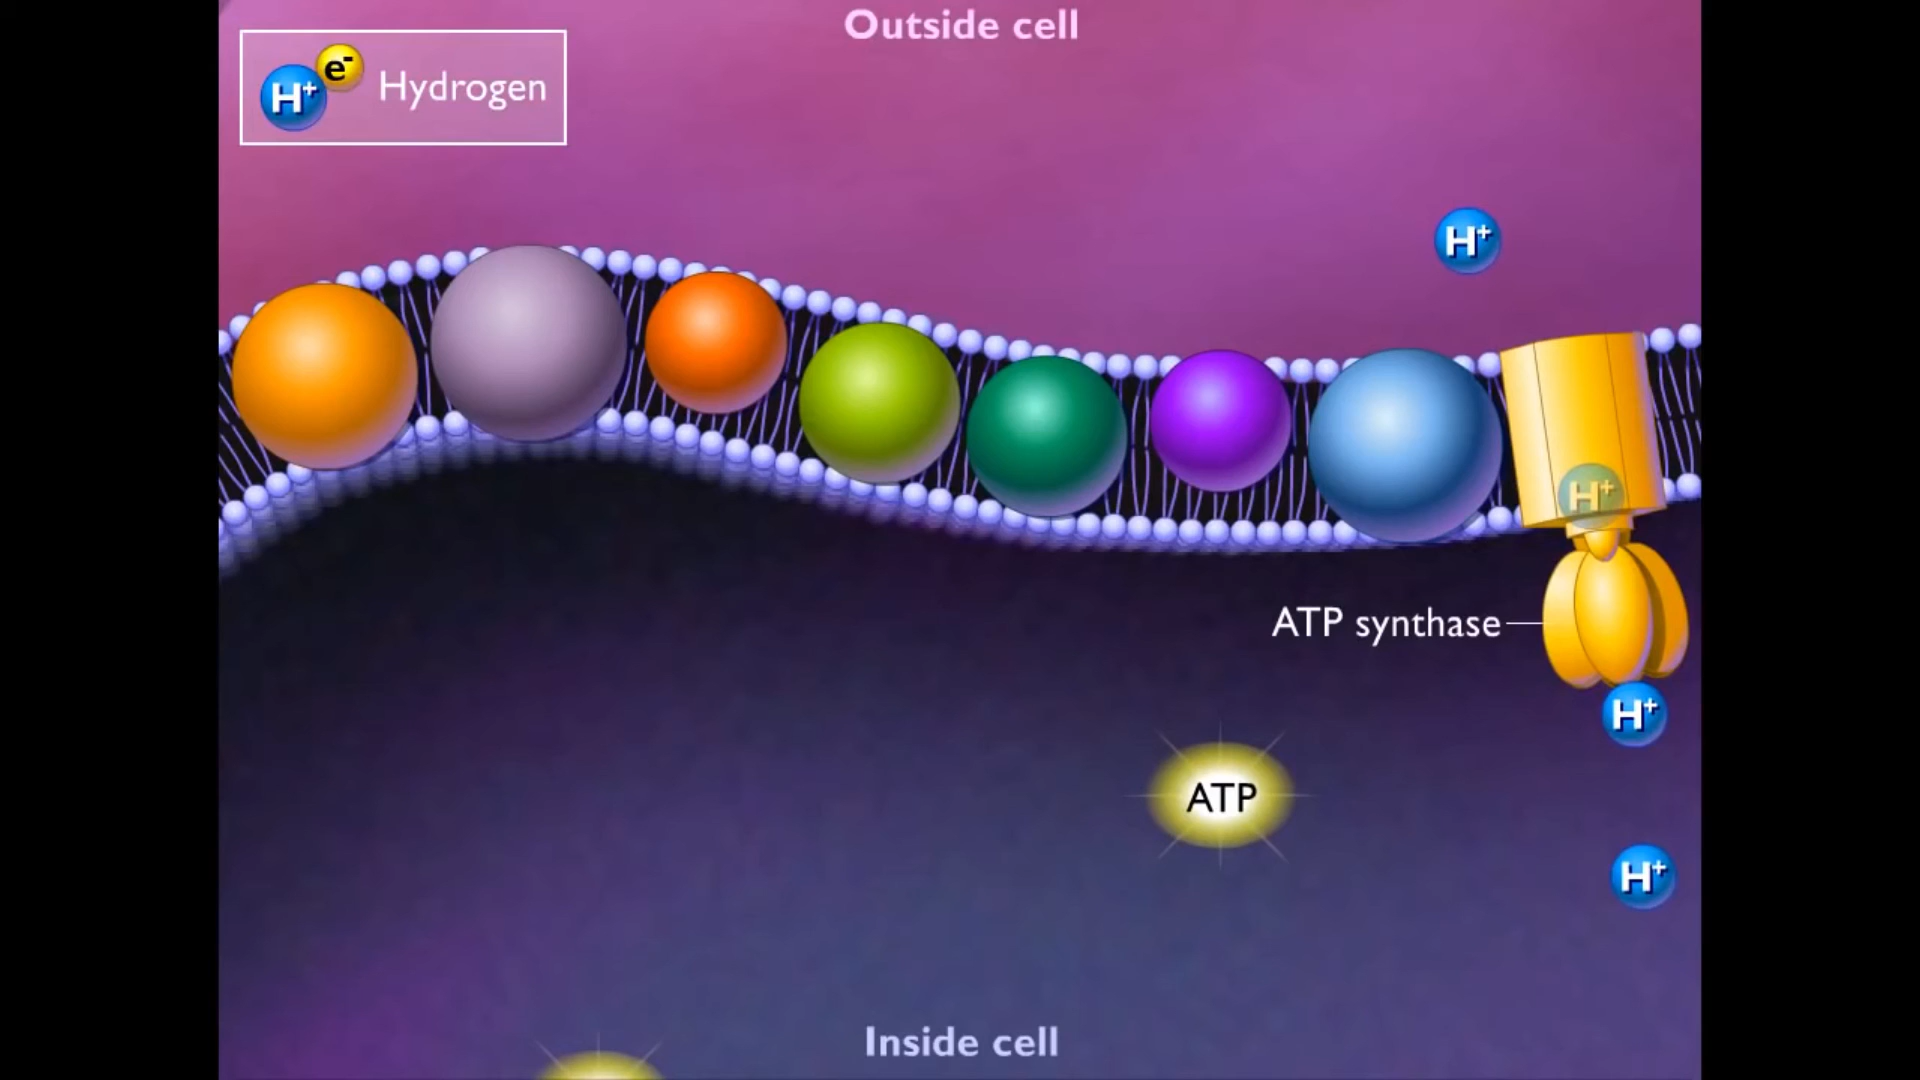 Outside cell
H+ e- Hydrogen
H+
H+
ATP synthase
H+
ATP
H+
Inside cell